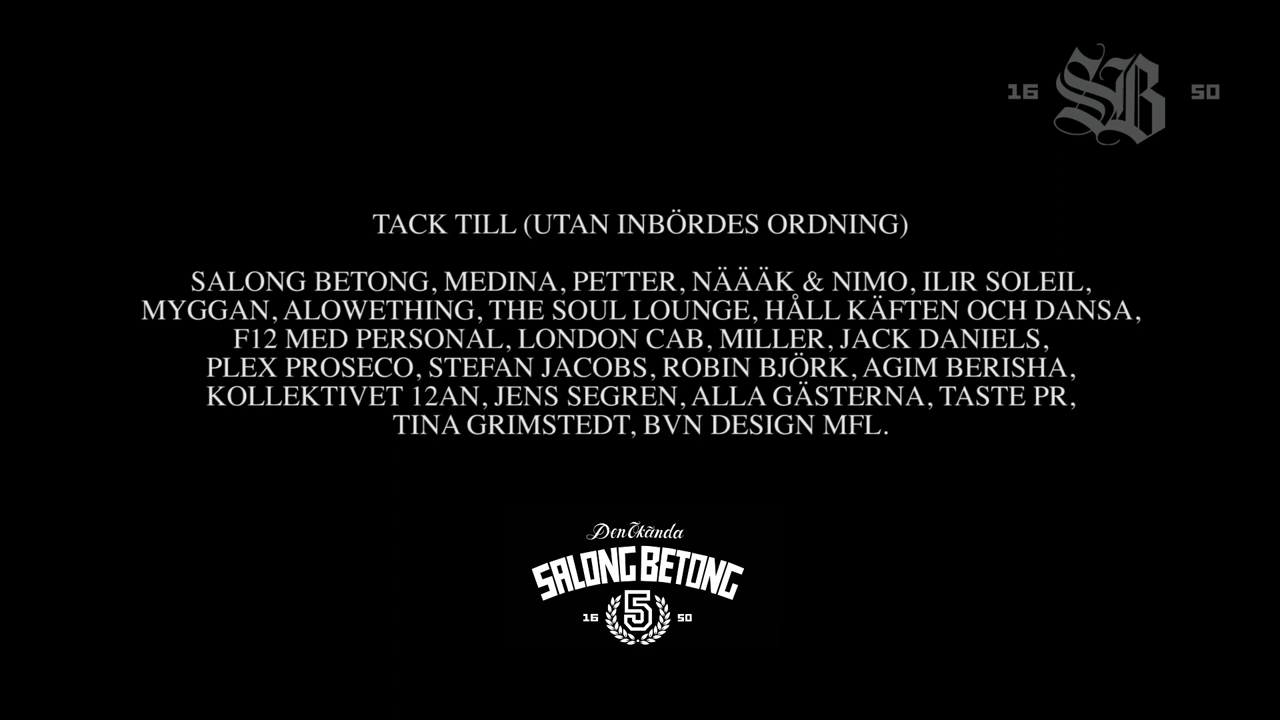 16 SB 50
TACK TILL (UTAN INBÖRDES ORDNING)
SALONG BETONG, MEDINA, PETTER, NÄÄÄK & NIMO, ILIR SOLEIL,
MYGGAN, ALOWETHING, THE SOUL LOUNGE, HÅLL KÄFTEN OCH DANSA,
F12 MED PERSONAL, LONDON CAB, MILLER, JACK DANIELS,
PLEX PROSECO, STEFAN JACOBS, ROBIN BJÖRK, AGIM BERISHA,
KOLLEKTIVET 12AN, JENS SEGREN, ALLA GÄSTERNA, TASTE PR,
TINA GRIMSTEDT, BVN DESIGN MFL.
Den Ökända
SALONG BETONG
16 5 50